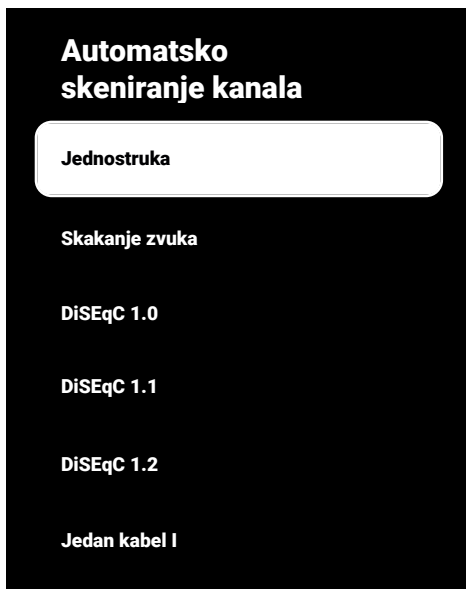 Automatsko
skeniranje kanala
Jednostruka
Skakanje zvuka
DiSEqC 1.0
DiSEqC 1.1
DiSEqC 1.2
Jedan kabel I